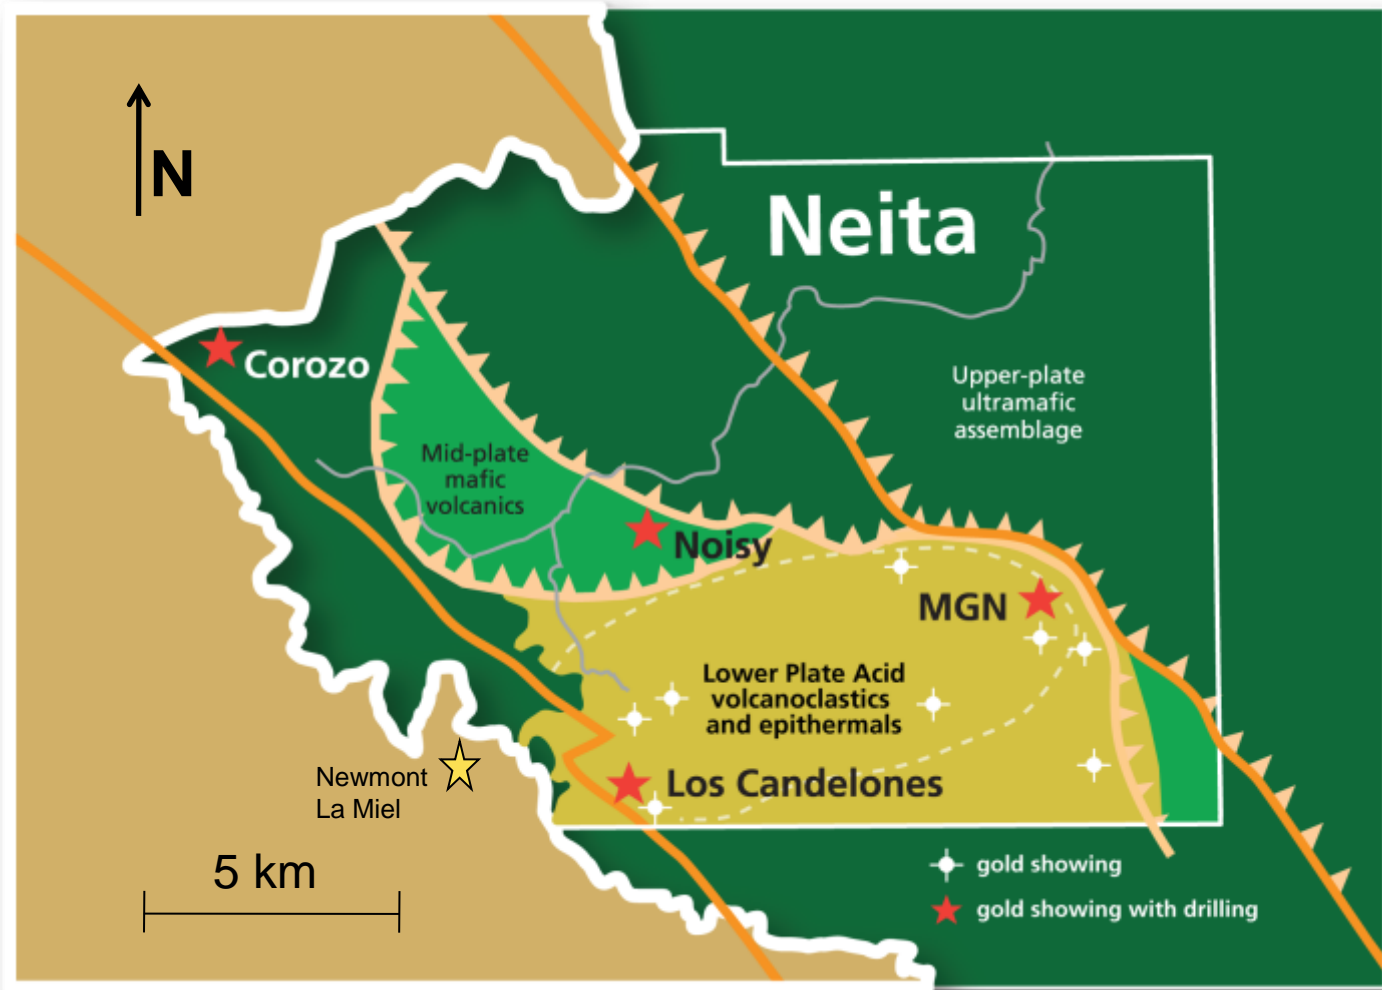 N
Neita
Upper-plate
ultramafic
assemblage
Corozo
Mid-plate
mafic
volcanics
Noisy
MGN
Lower Plate Acid
volcanoclastics
and epithermals
Los Candelones
Newmont
La Miel
5 km
gold showing
gold showing with drilling